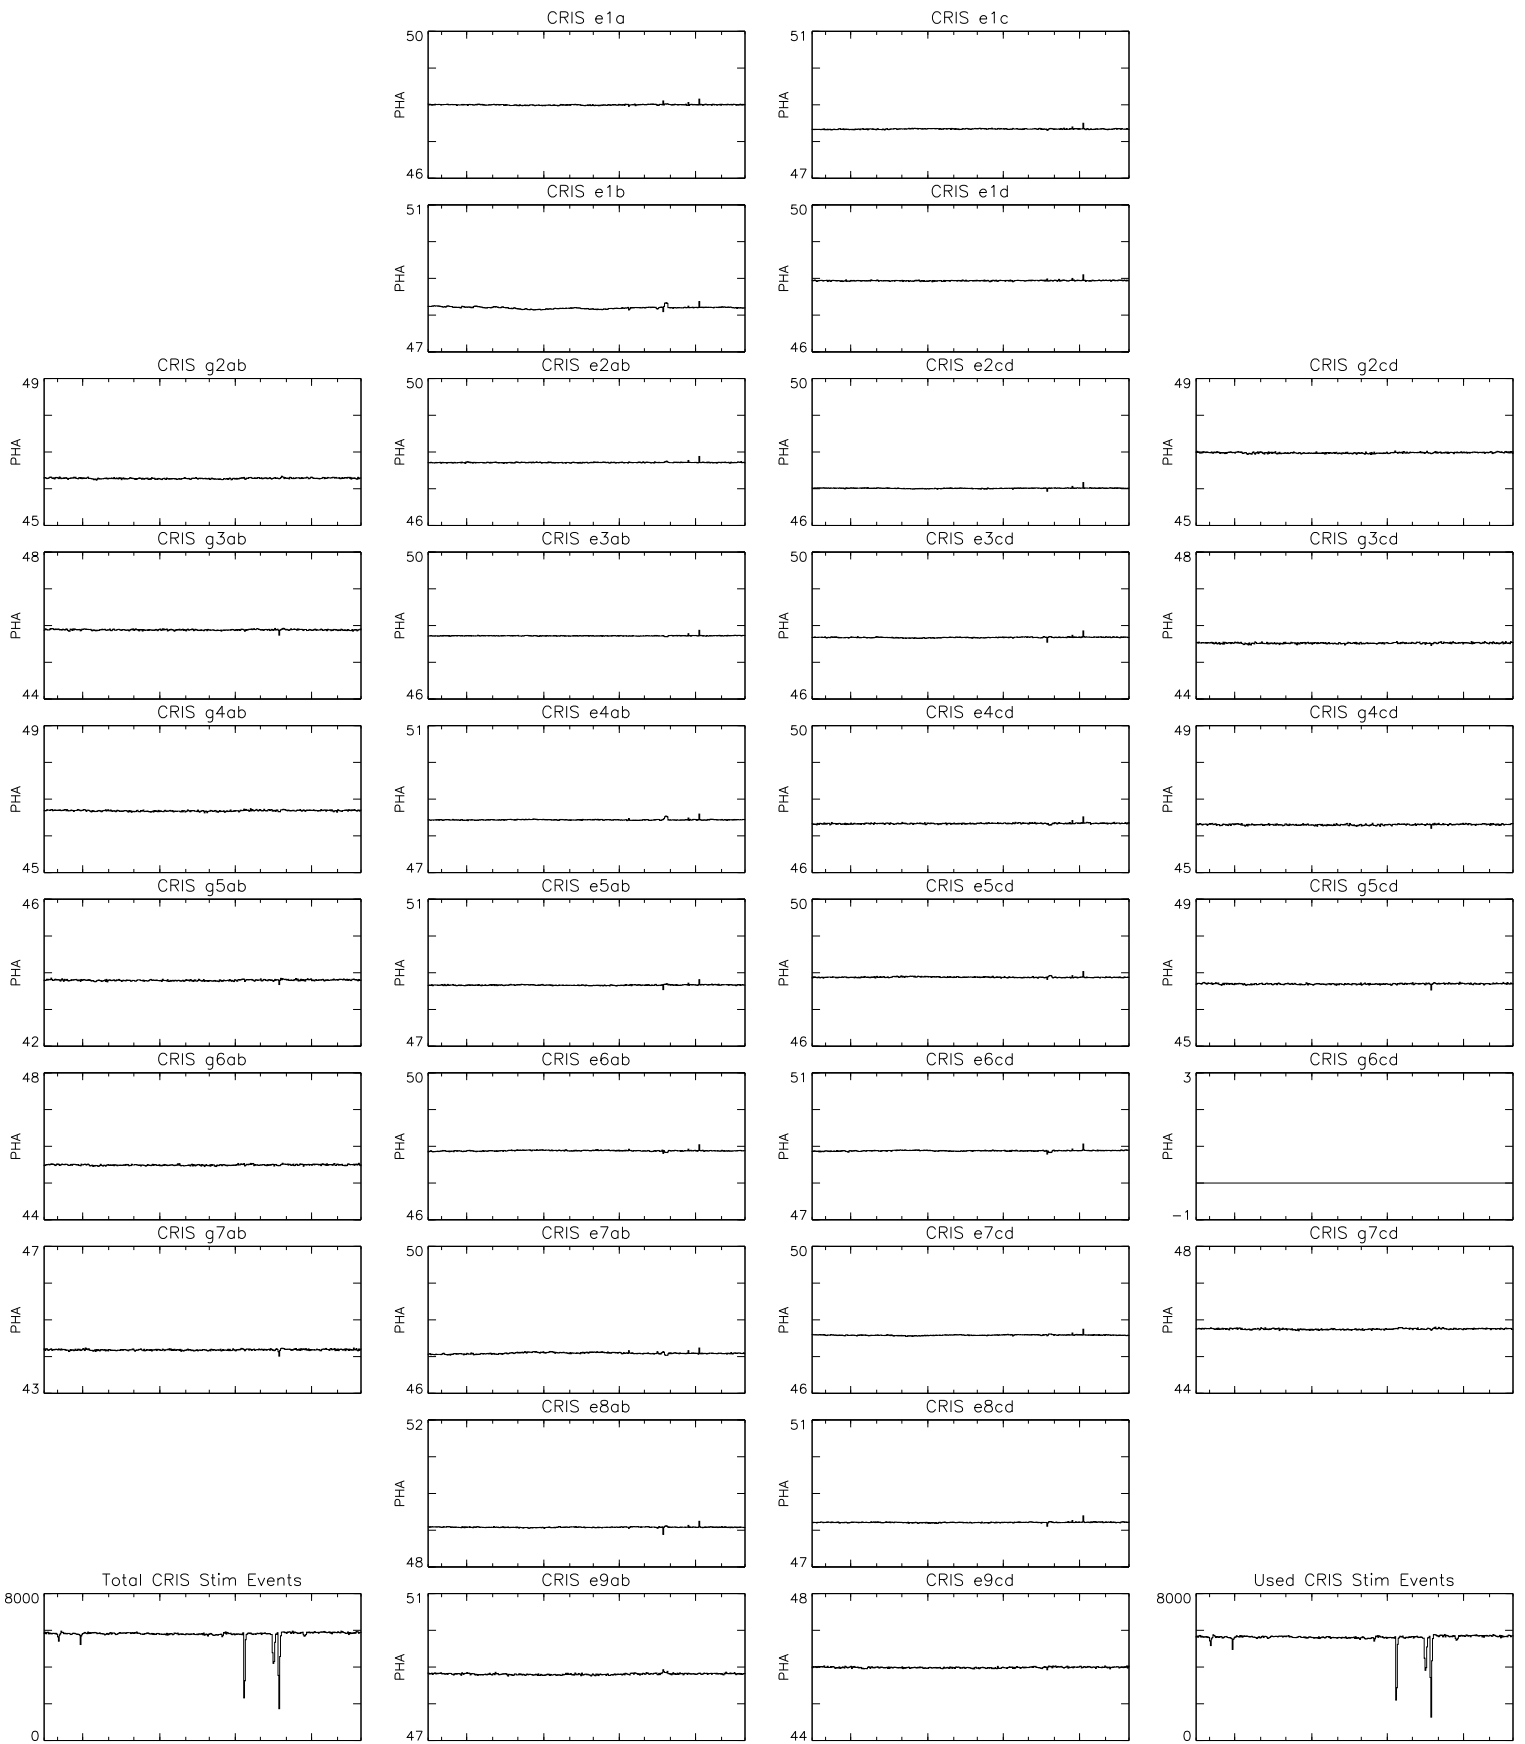 CRIS e1a
CRIS e1c
50
PHA
46
51
PHA
47
CRIS e1b
CRIS e1d
51
PHA
47
50
PHA
46
CRIS g2ab
CRIS e2ab
CRIS e2cd
CRIS g2cd
49
PHA
45
50
PHA
46
50
PHA
46
49
PHA
45
CRIS g3ab
CRIS e3ab
CRIS e3cd
CRIS g3cd
48
PHA
44
50
PHA
46
50
PHA
46
48
PHA
44
CRIS g4ab
CRIS e4ab
CRIS e4cd
CRIS g4cd
49
PHA
45
51
PHA
47
50
PHA
46
49
PHA
45
CRIS g5ab
CRIS e5ab
CRIS e5cd
CRIS g5cd
46
PHA
42
51
PHA
47
50
PHA
46
49
PHA
45
CRIS g6ab
CRIS e6ab
CRIS e6cd
CRIS g6cd
48
PHA
44
50
PHA
46
51
PHA
47
3
PHA
-1
CRIS g7ab
CRIS e7ab
CRIS e7cd
CRIS g7cd
47
PHA
43
50
PHA
46
50
PHA
46
48
PHA
44
CRIS e8ab
CRIS e8cd
52
PHA
48
51
PHA
47
Total CRIS Stim Events
CRIS e9ab
CRIS e9cd
Used CRIS Stim Events
8000
0
51
PHA
47
48
PHA
44
8000
0